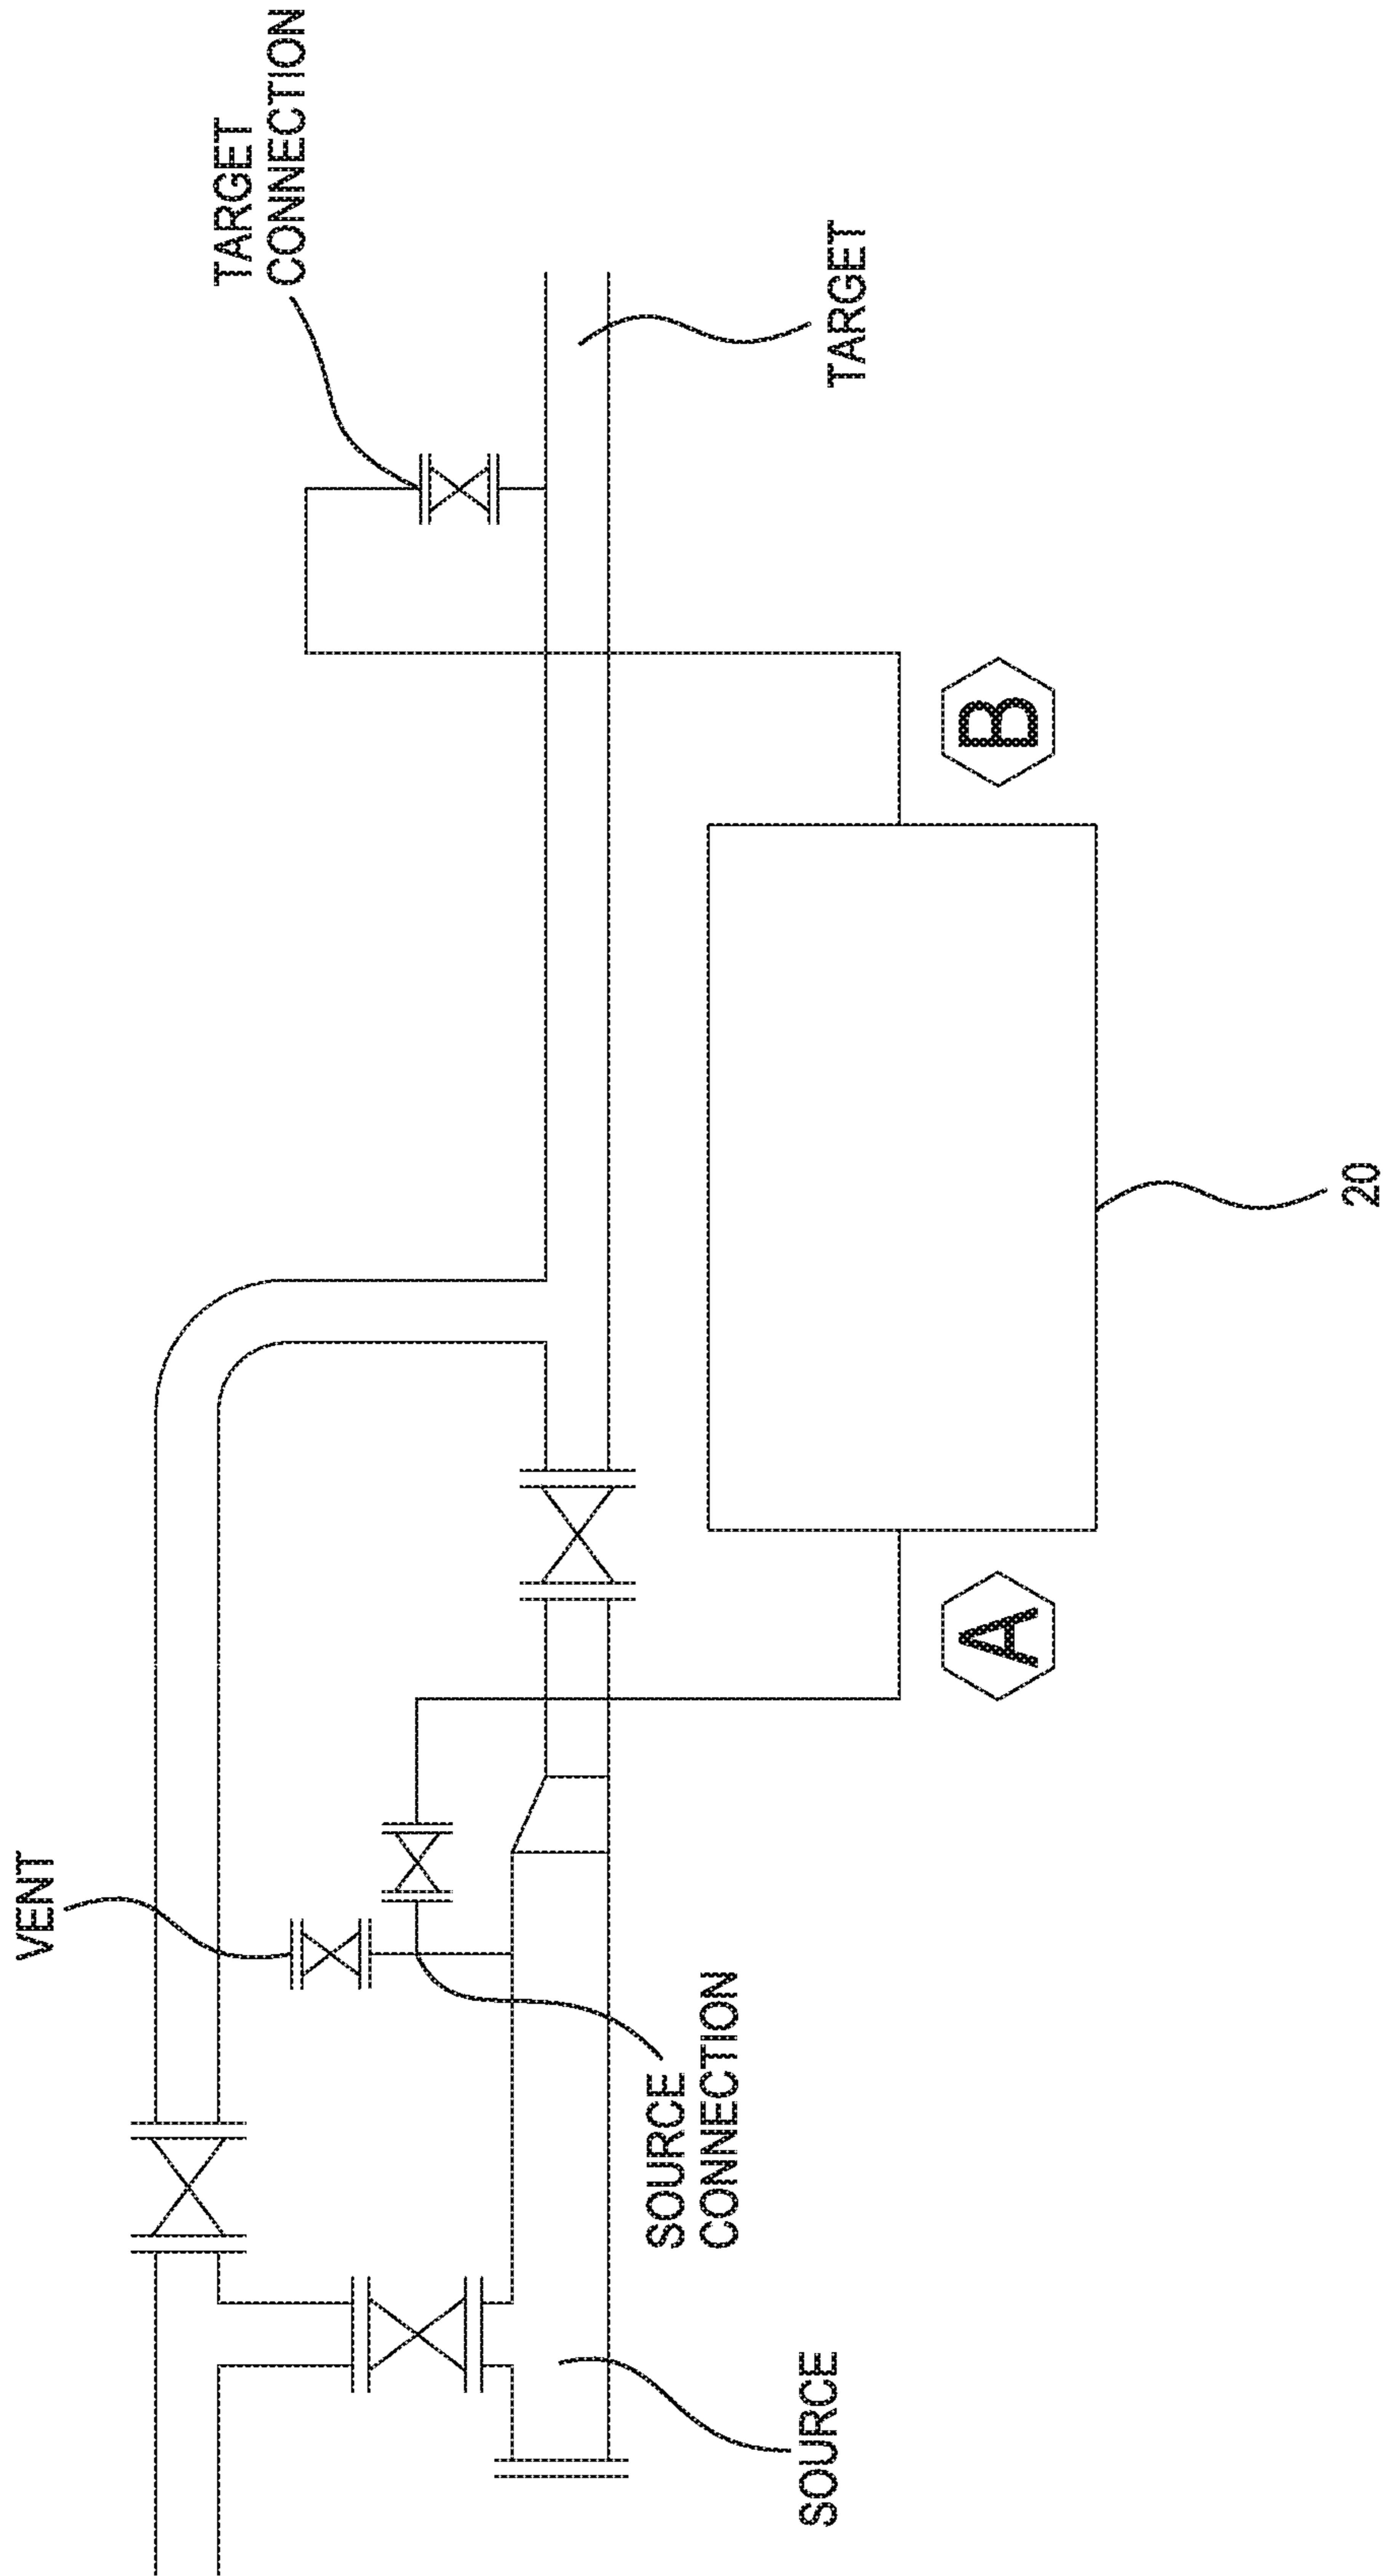 VENT
TARGET
CONNECTION
SOURCE
CONNECTION
SOURCE
TARGET
A
B
20